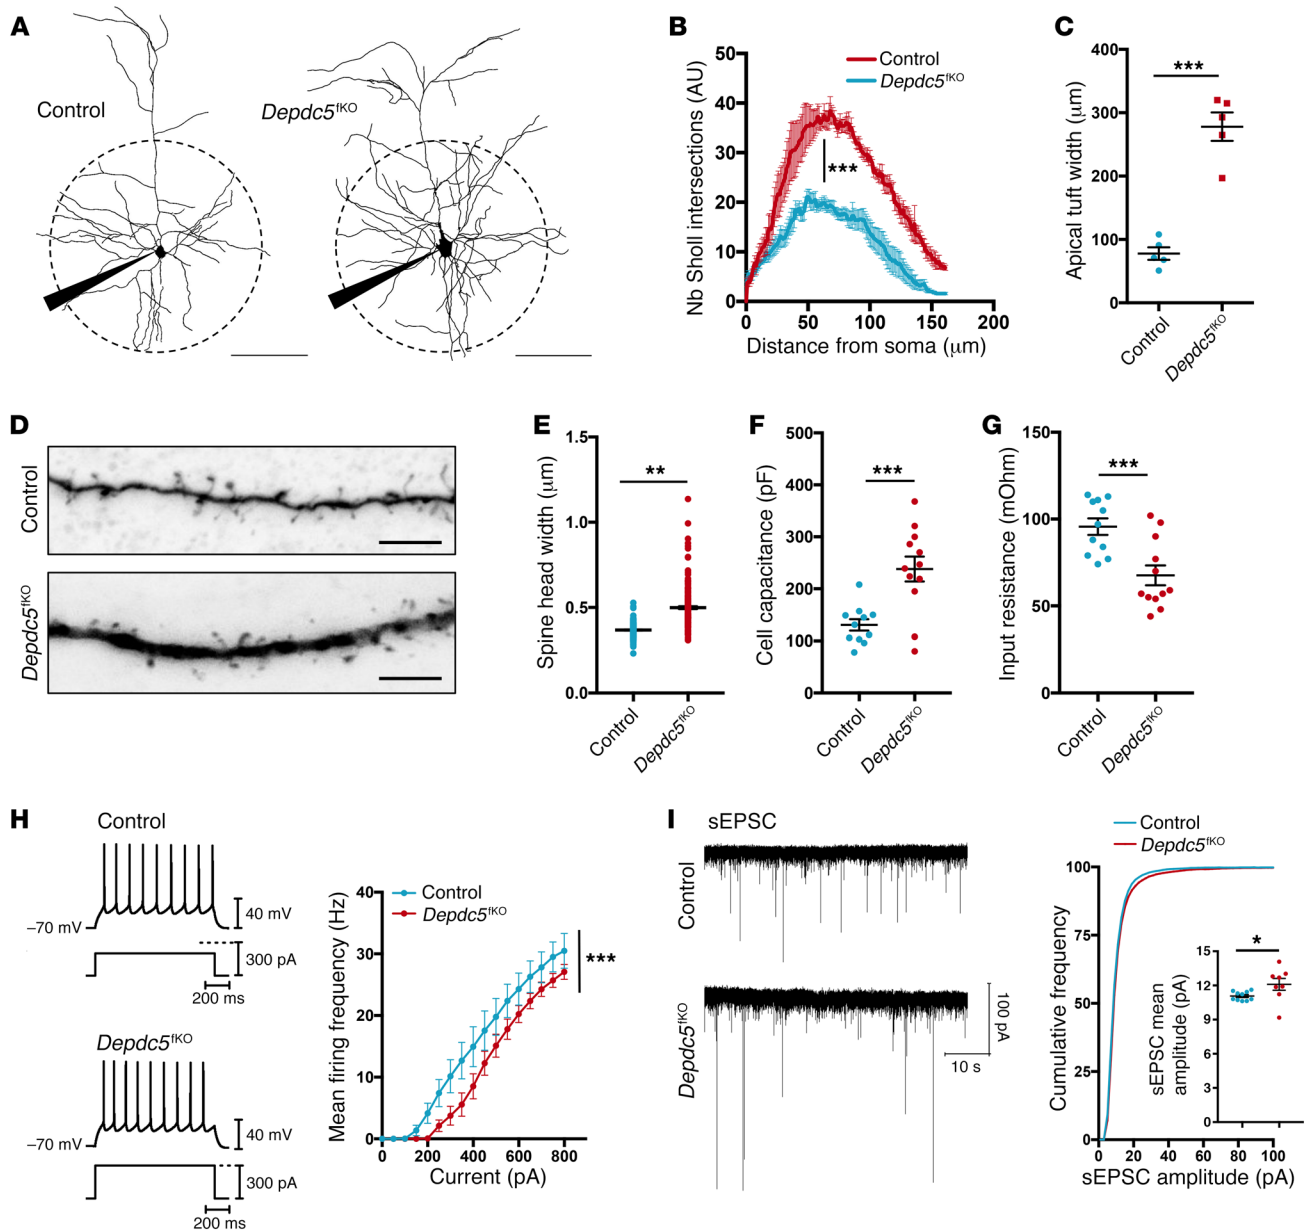 A
Control
Depdc5fKO
B
Nb Sholl intersections (AU)
50
40
30
20
10
0
0 50 100 150 200
Distance from soma (μm)
Control
Depdc5fKO
***
C
Apical tuft width (μm)
400
300
200
100
0
***
Control
Depdc5fKO
D
Control
Depdc5fKO
E
Spine head width (μm)
1.5
1.0
0.5
0.0
**
Control
Depdc5fKO
F
Cell capacitance (pF)
500
400
300
200
100
0
***
Control
Depdc5fKO
G
Input resistance (mOhm)
150
100
50
0
***
Control
Depdc5fKO
H
Control
–70 mV
40 mV
300 pA
200 ms
Depdc5fKO
–70 mV
40 mV
300 pA
200 ms
Mean firing frequency (Hz)
40
30
20
10
0
0 200 400 600 800
Current (pA)
Control
Depdc5fKO
***
I
sEPSC
Control
Depdc5fKO
100 pA
10 s
Control
Depdc5fKO
Cumulative frequency
100
75
50
25
0
0 20 40 60 80 100
sEPSC amplitude (pA)
sEPSC mean
amplitude (pA)
15
12
9
6
3
0
*